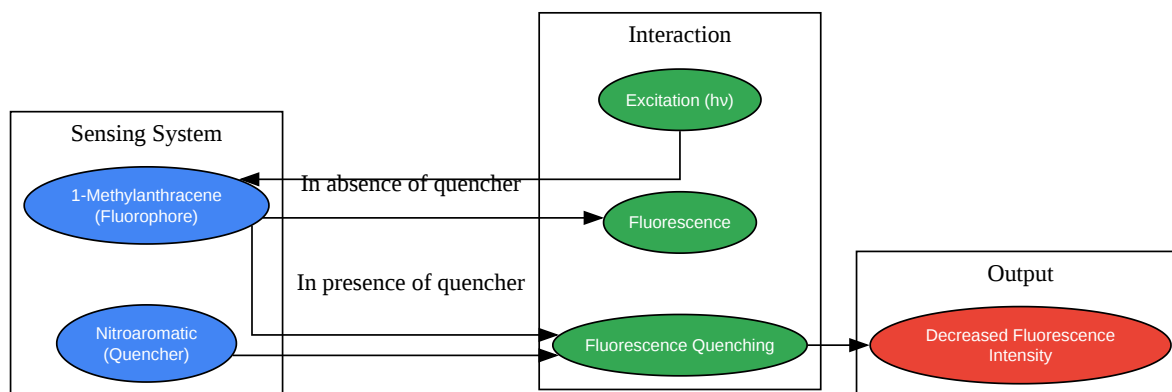 Interaction
Excitation (hν)
Sensing System
1-Methylanthracene
(Fluorophore)
In absence of quencher
Fluorescence
In presence of quencher
Output
Nitroaromatic
(Quencher)
Fluorescence Quenching
Decreased Fluorescence
Intensity